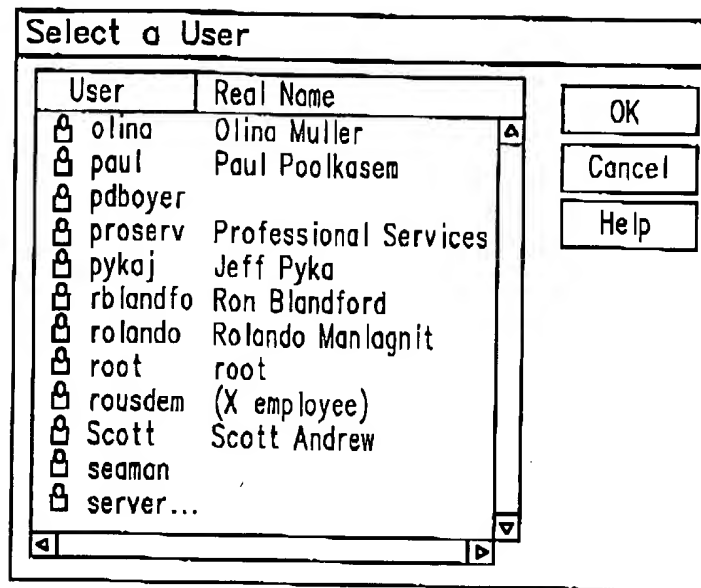 Select a User
User Real Name
olina Olina Muller
paul Paul Poolkasem
pdboyer
proserv Professional Services
pykaj Jeff Pyka
rblandfo Ron Blandford
rolando Rolando Manlagnit
root root
rousdem (X employee)
Scott Scott Andrew
seaman
server...
OK
Cancel
Help